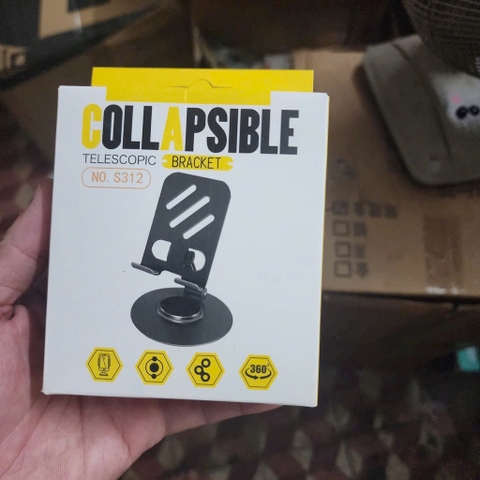 COLLAPSIBLE
TELESCOPIC BRACKET
NO. S312
360°